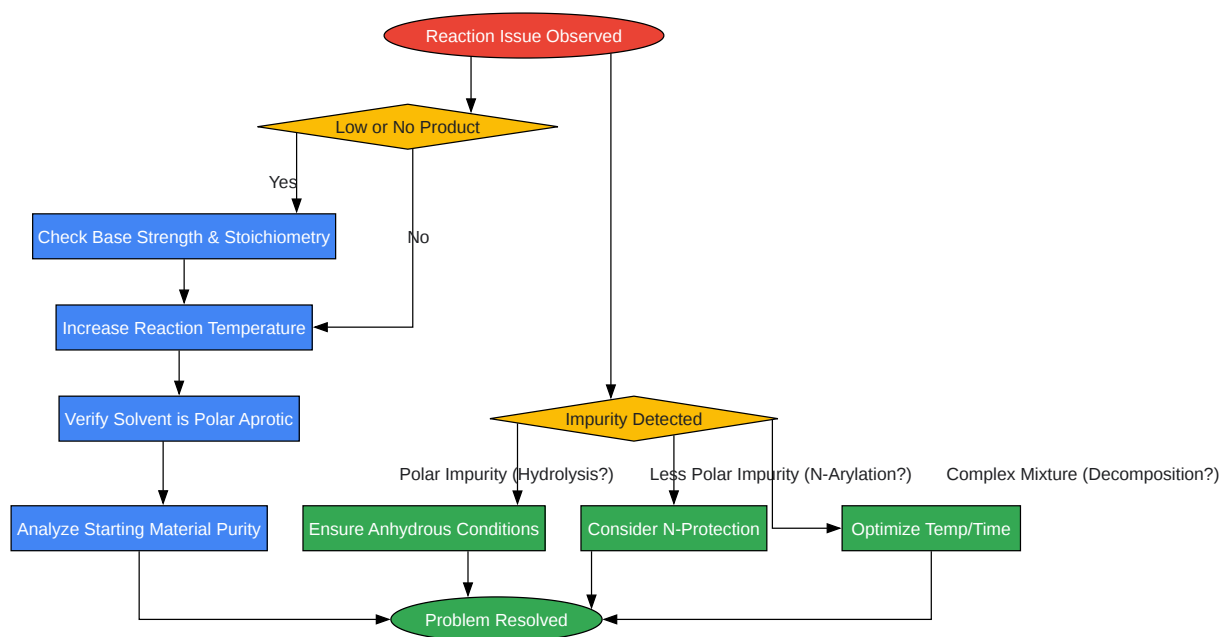 Reaction Issue Observed
Low or No Product
Yes
Check Base Strength & Stoichiometry
No
Increase Reaction Temperature
Verify Solvent is Polar Aprotic
Impurity Detected
Polar Impurity (Hydrolysis?)
Less Polar Impurity (N-Arylation?)
Complex Mixture (Decomposition?)
Analyze Starting Material Purity
Ensure Anhydrous Conditions
Consider N-Protection
Optimize Temp/Time
Problem Resolved